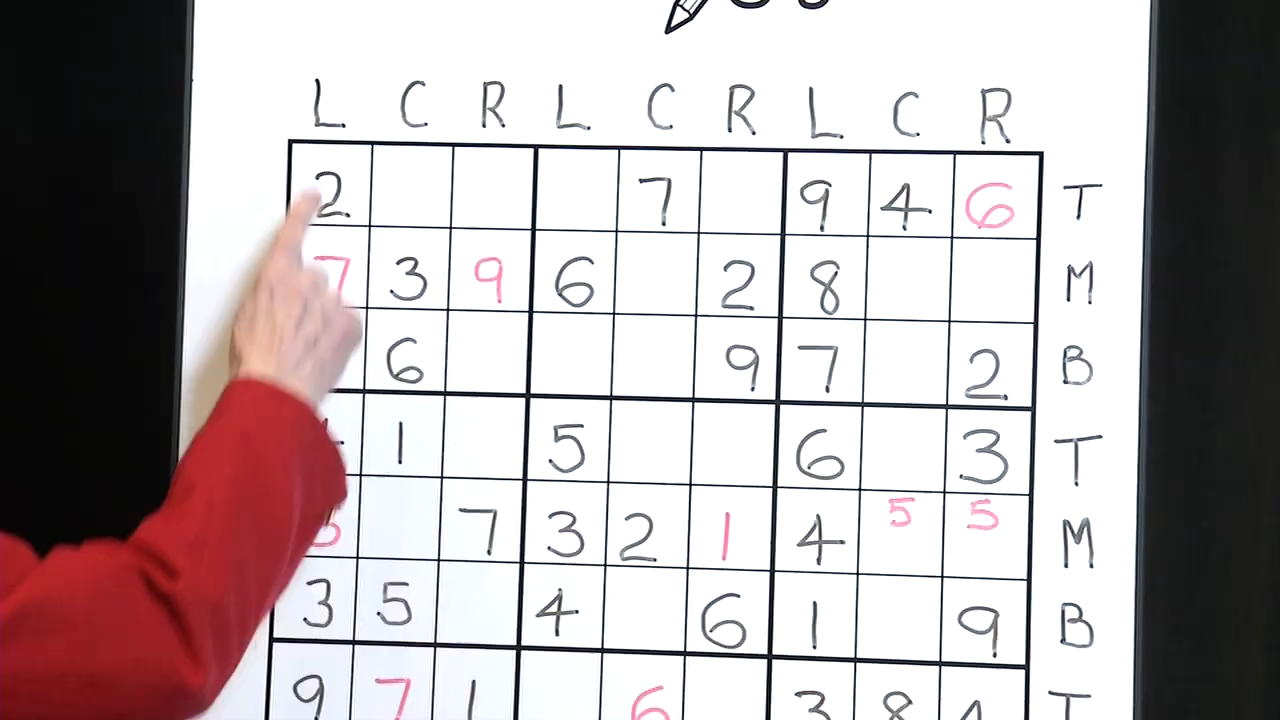 L C R L C R L C R
2 7 9 4 6 T
7 3 9 6 2 8 M
6 9 7 2 B
1 5 6 3 T
7 3 2 1 4 5 5 M
3 5 4 6 1 9 B
9 7 1 6 3 8 T